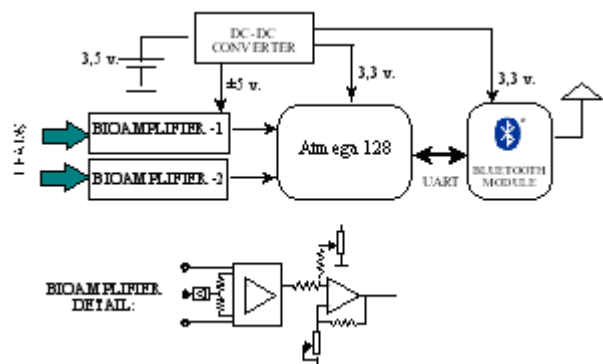 DC-DC
CONVERTER
3,5 v.
±5 v.
3,3 v.
3,3 v.
LEADS
BIOAMPLIFIER -1
BIOAMPLIFIER -2
Atmega 128
UART
BLUETOOTH
MODULE
BIOAMPLIFIER
DETAIL: